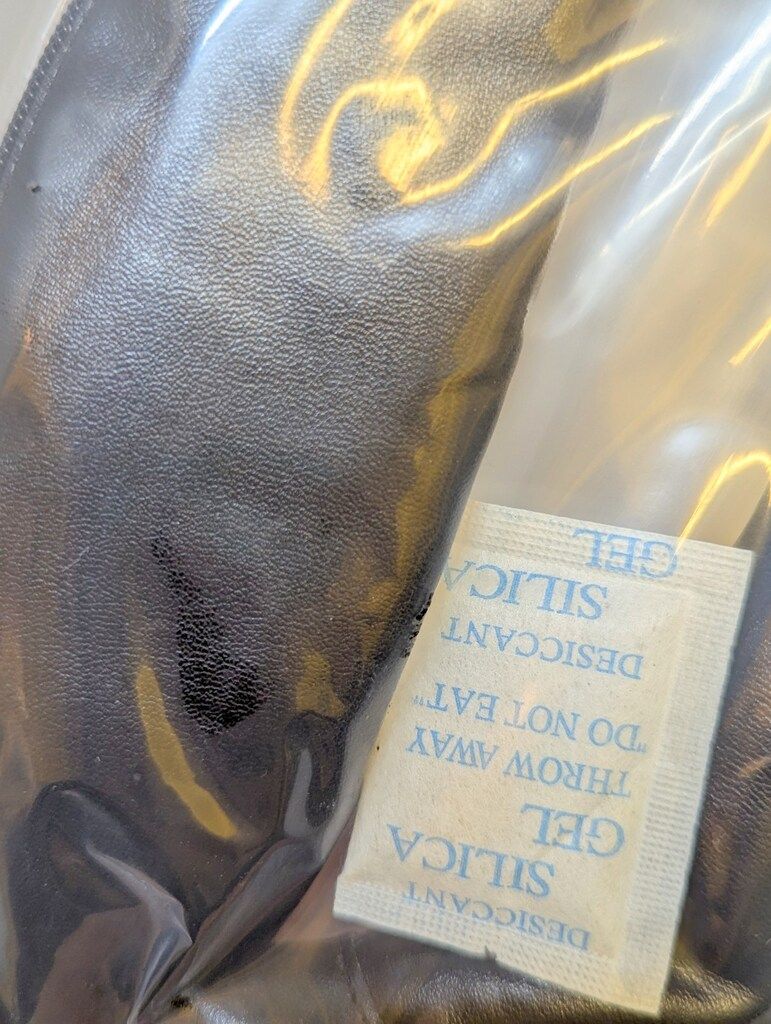 DESICCANT
SILICA
GEL
THROW AWAY
"DO NOT EAT"
DESICCANT
SILICA
GEL